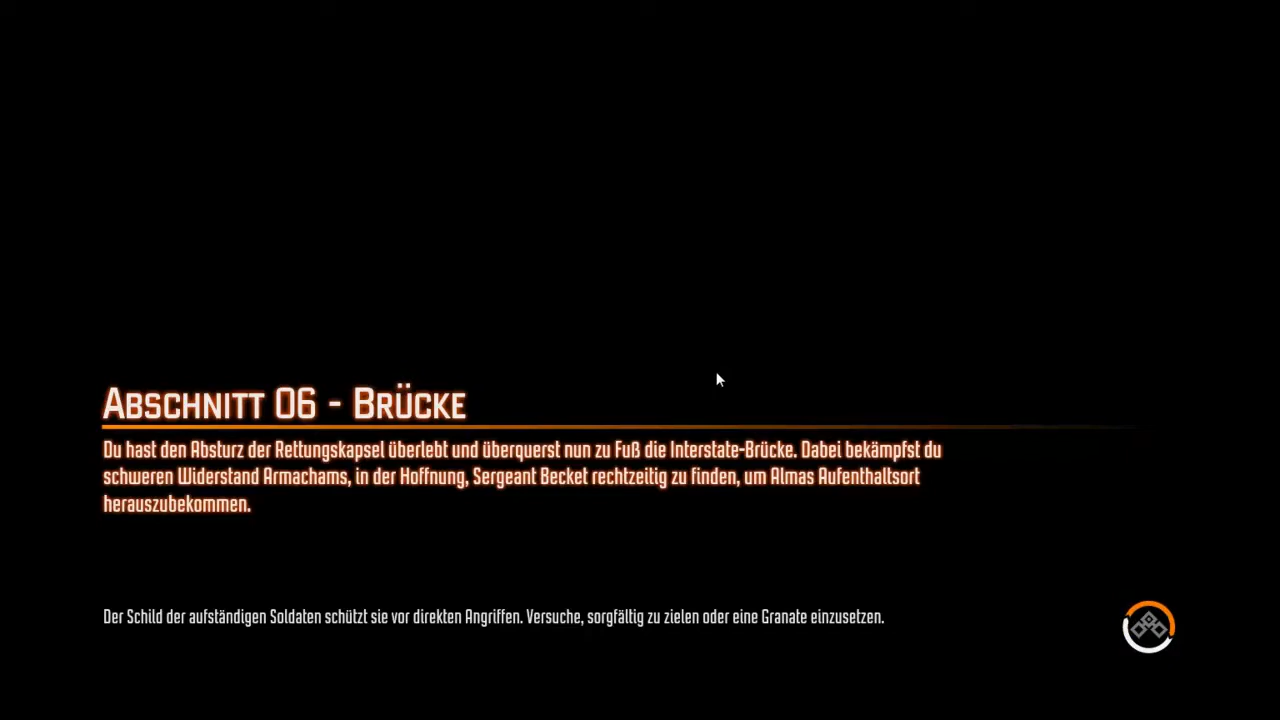 Abschnitt 06 - Brücke
Du hast den Absturz der Rettungskapsel überlebt und überquerst nun zu Fuß die Interstate-Brücke. Dabei bekämpfst du
schweren Widerstand Armachams, in der Hoffnung, Sergeant Becket rechtzeitig zu finden, um Almas Aufenthaltsort
herauszubekommen.
Der Schild der aufständigen Soldaten schützt sie vor direkten Angriffen. Versuche, sorgfältig zu zielen oder eine Granate einzusetzen.